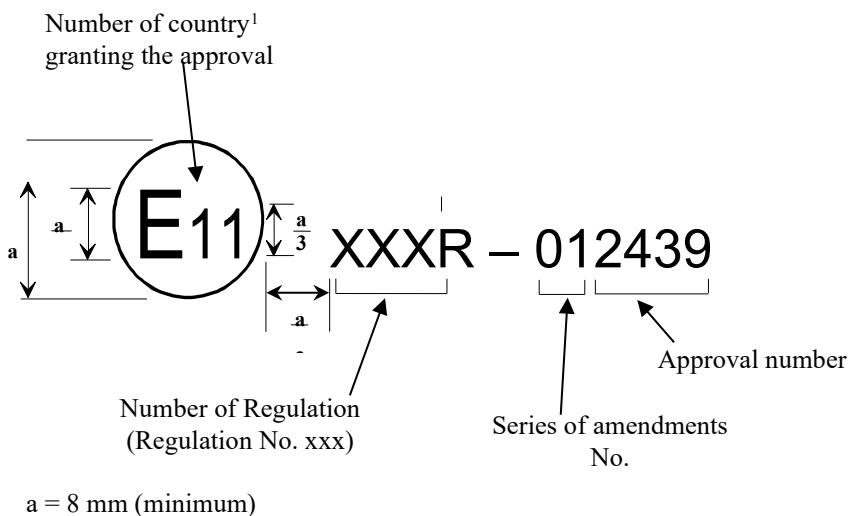 Number of country1
granting the approval
a
a
E11
a
3
XXXR – 012439
a
Approval number
Number of Regulation
(Regulation No. xxx)
Series of amendments
No.
a = 8 mm (minimum)